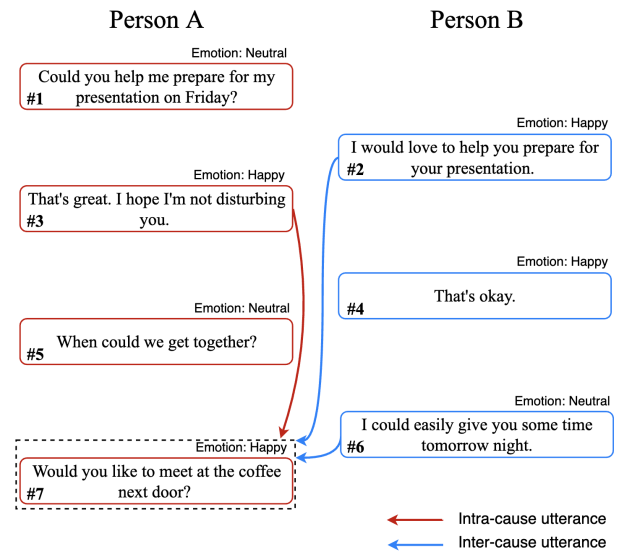 Person A
Person B
Emotion: Neutral
Could you help me prepare for my
#1 presentation on Friday?
Emotion: Happy
I would love to help you prepare for
#2 your presentation.
Emotion: Happy
That's great. I hope I'm not disturbing
#3 you.
Emotion: Happy
That's okay.
#4
Emotion: Neutral
When could we get together?
#5
Emotion: Neutral
I could easily give you some time
#6 tomorrow night.
Emotion: Happy
Would you like to meet at the coffee
#7 next door?
Intra-cause utterance
Inter-cause utterance